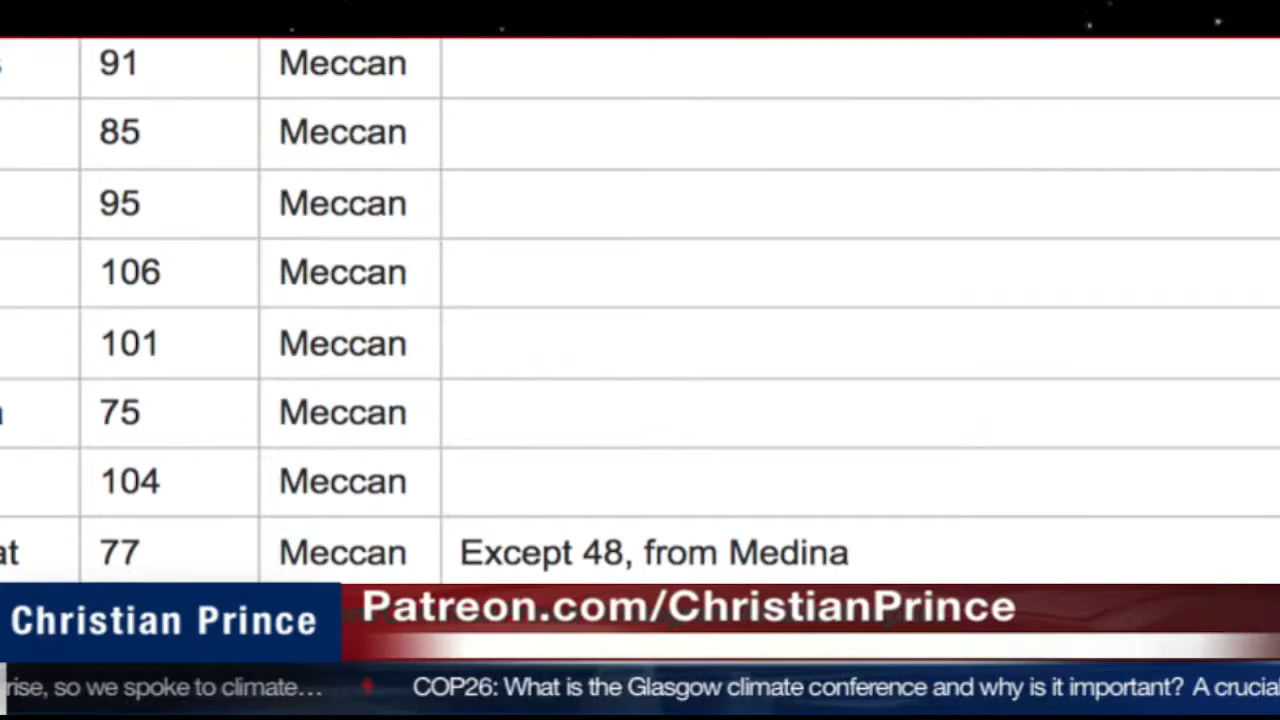 s 91 Meccan
85 Meccan
95 Meccan
106 Meccan
101 Meccan
75 Meccan
104 Meccan
at 77 Meccan Except 48, from Medina
Christian Prince
Patreon.com/ChristianPrince
rise, so we spoke to climate... COP26: What is the Glasgow climate conference and why is it important? A crucial